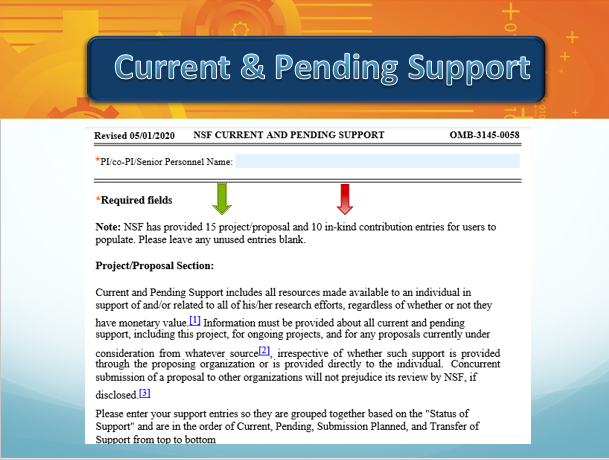 Current & Pending Support
Revised 05/01/2020 NSF CURRENT AND PENDING SUPPORT OMB-3145-0058
*PI/co-PI/Senior Personnel Name:
*Required fields
Note: NSF has provided 15 project/proposal and 10 in-kind contribution entries for users to
populate. Please leave any unused entries blank.
Project/Proposal Section:
Current and Pending Support includes all resources made available to an individual in
support of and/or related to all of his/her research efforts, regardless of whether or not they
have monetary value.[1] Information must be provided about all current and pending
support, including this project, for ongoing projects, and for any proposals currently under
consideration from whatever source[2], irrespective of whether such support is provided
through the proposing organization or is provided directly to the individual. Concurrent
submission of a proposal to other organizations will not prejudice its review by NSF, if
disclosed.[3]
Please enter your support entries so they are grouped together based on the "Status of
Support" and are in the order of Current, Pending, Submission Planned, and Transfer of
Support from top to bottom